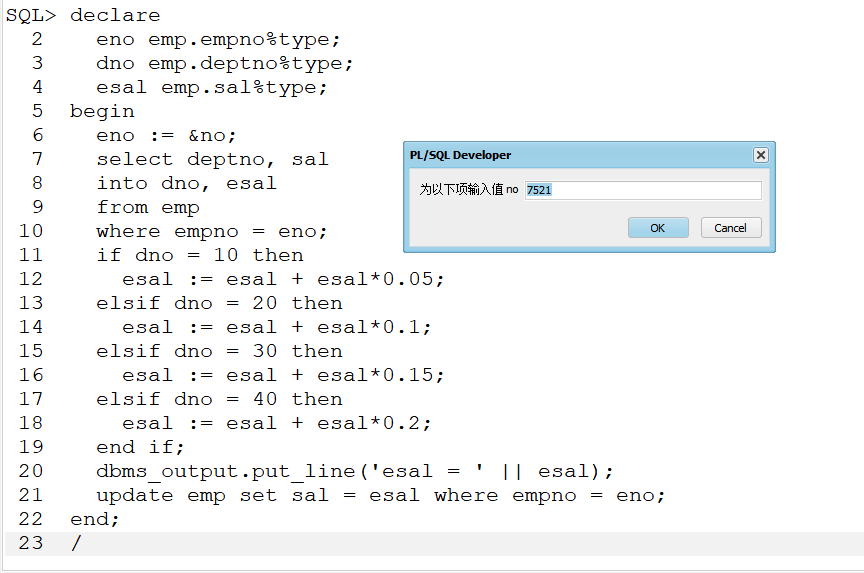 SQL> declare
2 eno emp.empno%type;
3 dno emp.deptno%type;
4 esal emp.sal%type;
5 begin
6 eno := &no;
7 select deptno, sal
8 into dno, esal
9 from emp
10 where empno = eno;
11 if dno = 10 then
12 esal := esal + esal*0.05;
13 elsif dno = 20 then
14 esal := esal + esal*0.1;
15 elsif dno = 30 then
16 esal := esal + esal*0.15;
17 elsif dno = 40 then
18 esal := esal + esal*0.2;
19 end if;
20 dbms_output.put_line('esal = ' || esal);
21 update emp set sal = esal where empno = eno;
22 end;
23 /
PL/SQL Developer
为以下项输入值 no 7521
OK Cancel